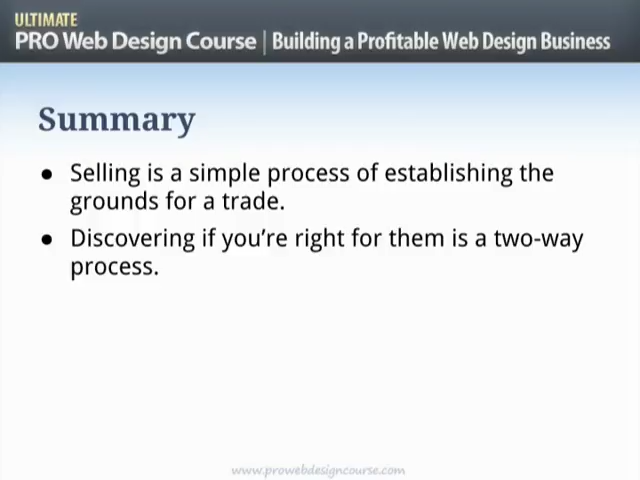 ULTIMATE
PRO Web Design Course | Building a Profitable Web Design Business
Summary
● Selling is a simple process of establishing the
grounds for a trade.
● Discovering if you're right for them is a two-way
process.
www.prowebdesigncourse.com